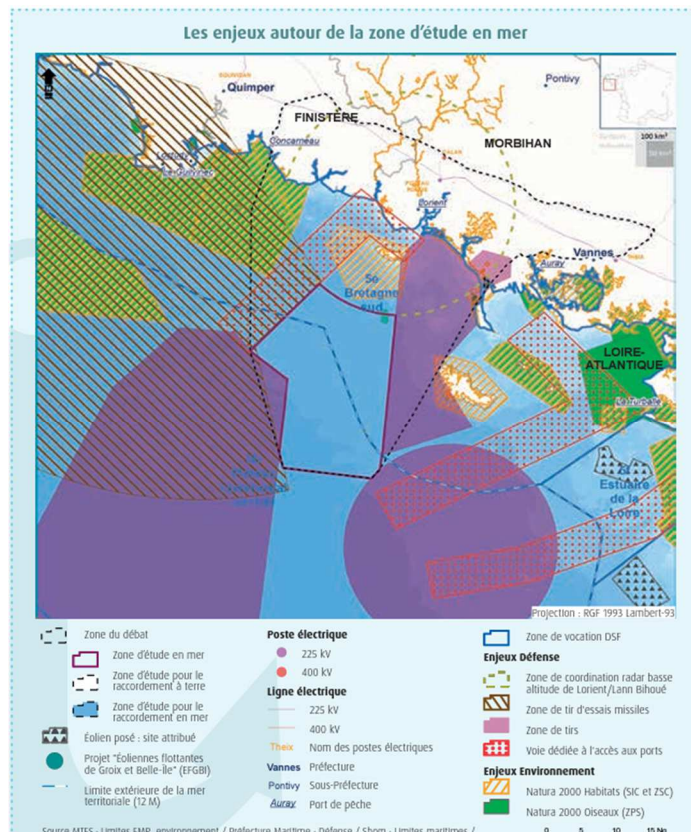 Les enjeux autour de la zone d'étude en mer
Quimper
Pontivy
FINISTÈRE
Concarneau
MORBIHAN
100 km²
Le Guilvinec
Lorient
Vannes
Auray
5e
Bretagne
sud
LOIRE-
ATLANTIQUE
La Turballe
Estuaire
de la
Loire
Projection : RGF 1993 Lambert-93
Zone du débat
Zone d'étude en mer
Zone d'étude pour le
raccordement à terre
Zone d'étude pour le
raccordement en mer
Éolien posé : site attribué
Projet "Éoliennes flottantes
de Groix et Belle-Île" (EFGBI)
Limite extérieure de la mer
territoriale (12 M)
Poste électrique
225 kV
400 kV
Ligne électrique
225 kV
400 kV
Theix Nom des postes électriques
Vannes Préfecture
Pontivy Sous-Préfecture
Auray Port de pêche
Zone de vocation DSF
Enjeux Défense
Zone de coordination radar basse
altitude de Lorient/Lann Bihoué
Zone de tir d'essais missiles
Zone de tirs
Voie dédiée à l'accès aux ports
Enjeux Environnement
Natura 2000 Habitats (SIC et ZSC)
Natura 2000 Oiseaux (ZPS)